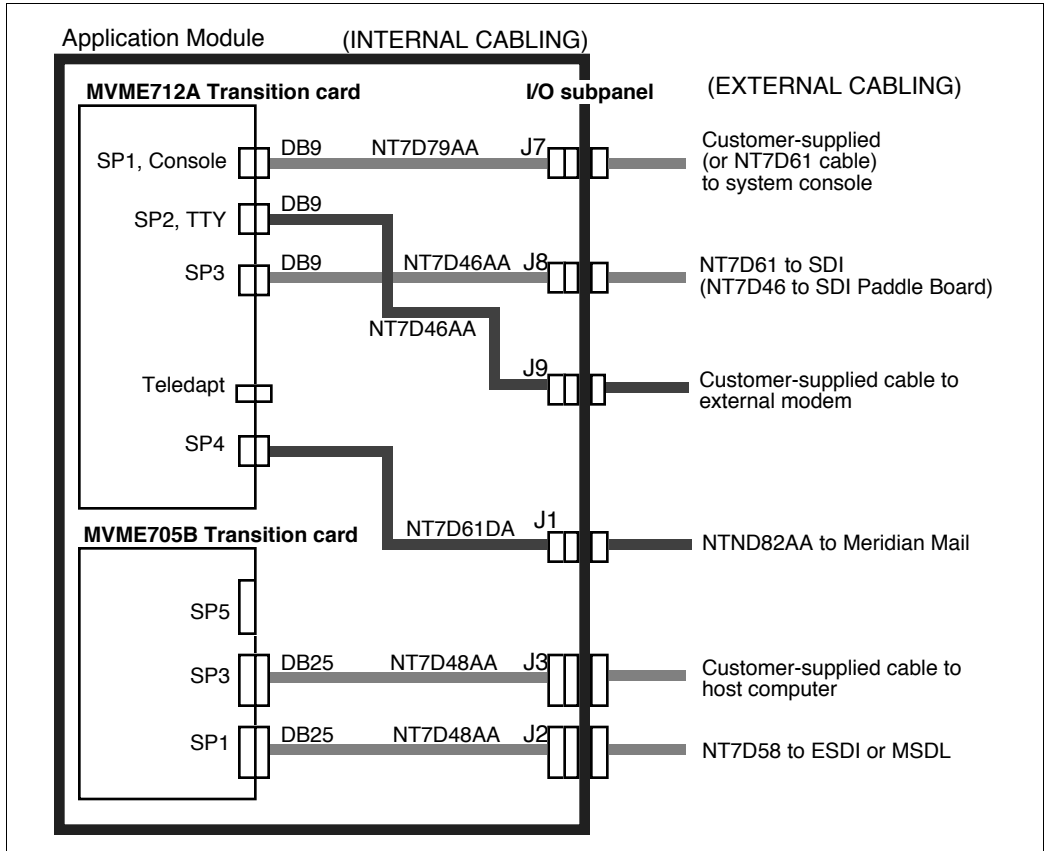 Application Module (INTERNAL CABLING)
MVME712A Transition card I/O subpanel (EXTERNAL CABLING)
SP1, Console DB9 NT7D79AA J7 Customer-supplied
(or NT7D61 cable)
to system console
SP2, TTY DB9
SP3 DB9 NT7D46AA J8 NT7D61 to SDI
(NT7D46 to SDI Paddle Board)
NT7D46AA
Teledapt J9 Customer-supplied cable to
external modem
SP4
NT7D61DA J1 NTND82AA to Meridian Mail
MVME705B Transition card
SP5
SP3 DB25 NT7D48AA J3 Customer-supplied cable to
host computer
SP1 DB25 NT7D48AA J2 NT7D58 to ESDI or MSDL